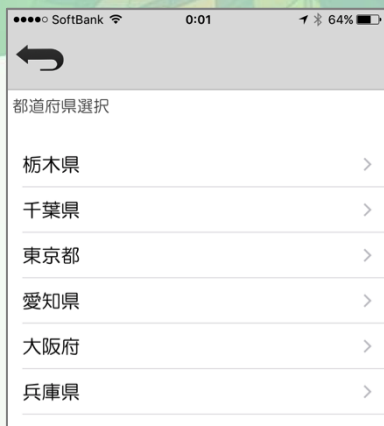 SoftBank 0:01 64%
都道府県選択
栃木県
千葉県
東京都
愛知県
大阪府
兵庫県